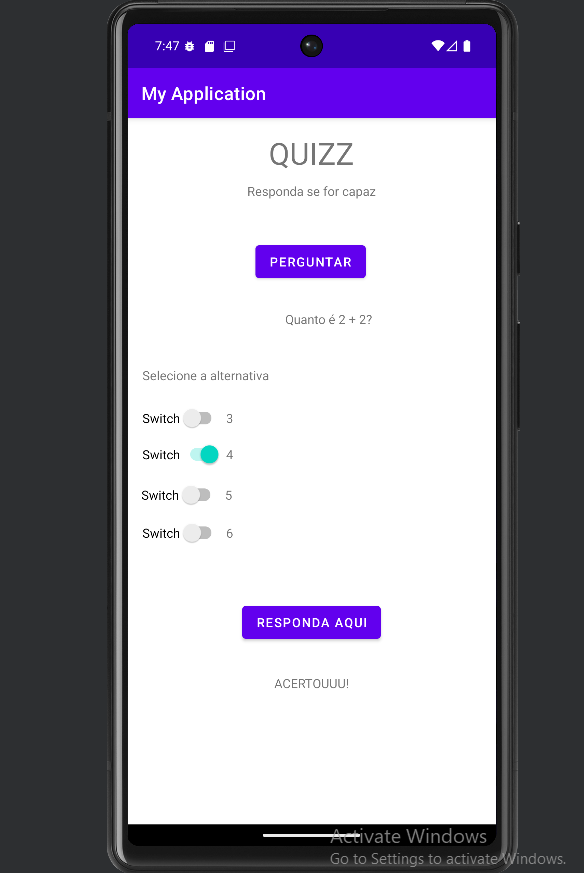 7:47
My Application
QUIZZ
Responda se for capaz
PERGUNTAR
Quanto é 2 + 2?
Selecione a alternativa
Switch 3
Switch 4
Switch 5
Switch 6
RESPONDA AQUI
ACERTOUUU!
Activate Windows
Go to Settings to activate Windows.